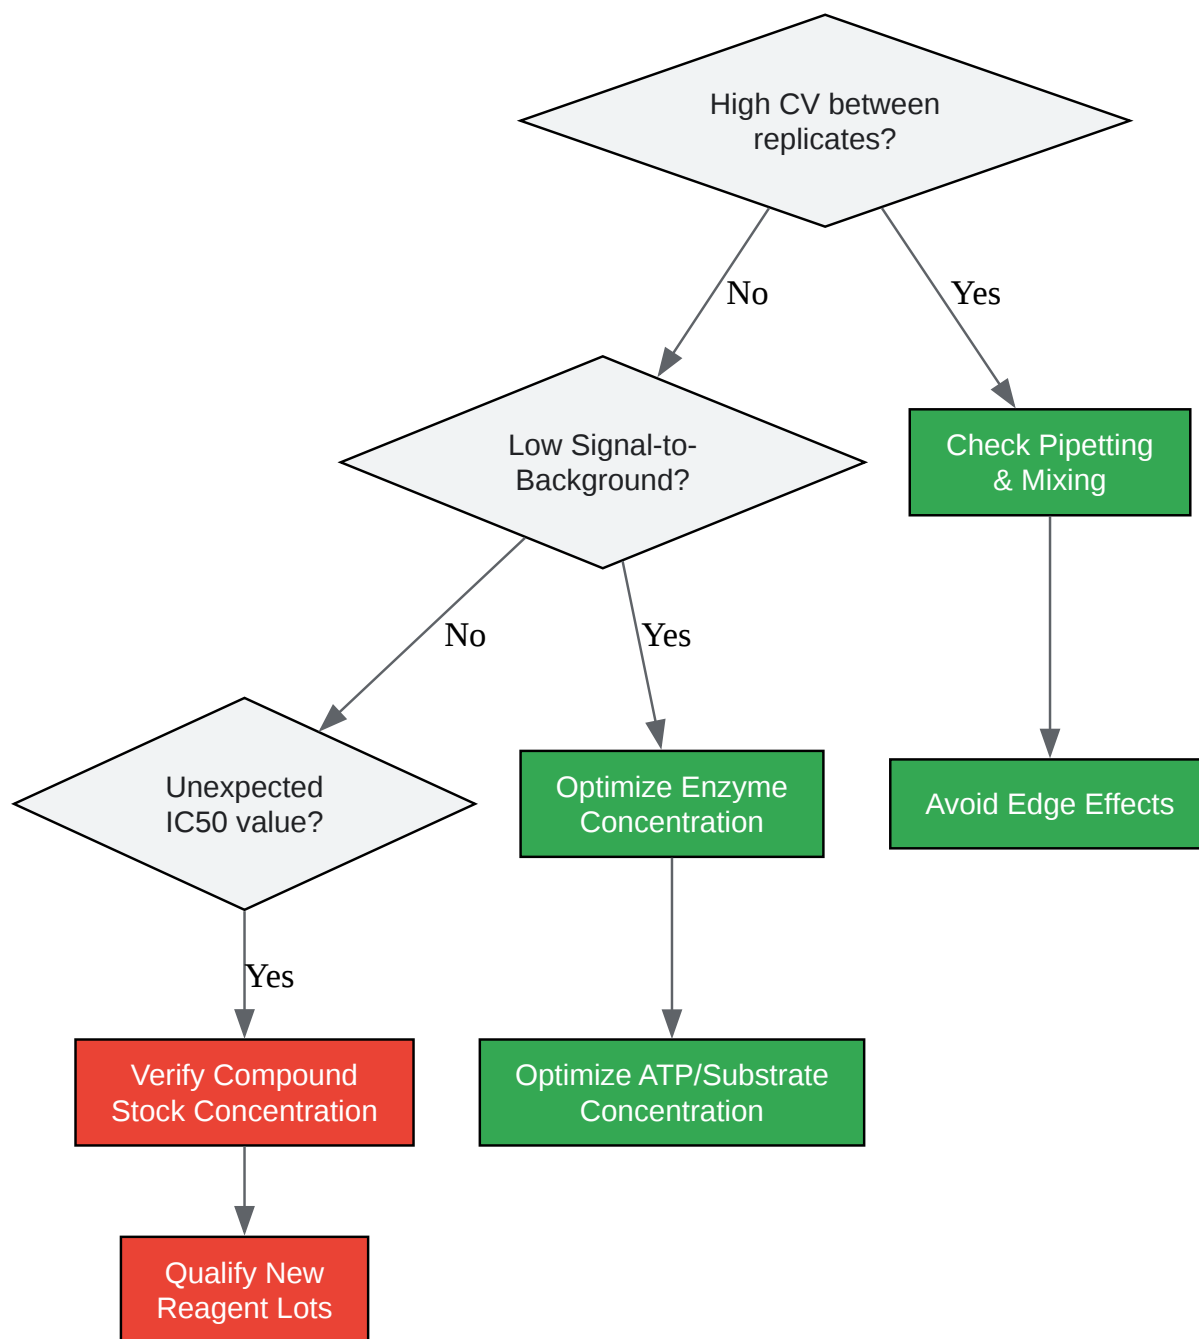 High CV between
replicates?
No
Yes
Low Signal-to-
Background?
Check Pipetting
& Mixing
No
Yes
Unexpected
IC50 value?
Optimize Enzyme
Concentration
Avoid Edge Effects
Yes
Verify Compound
Stock Concentration
Optimize ATP/Substrate
Concentration
Qualify New
Reagent Lots